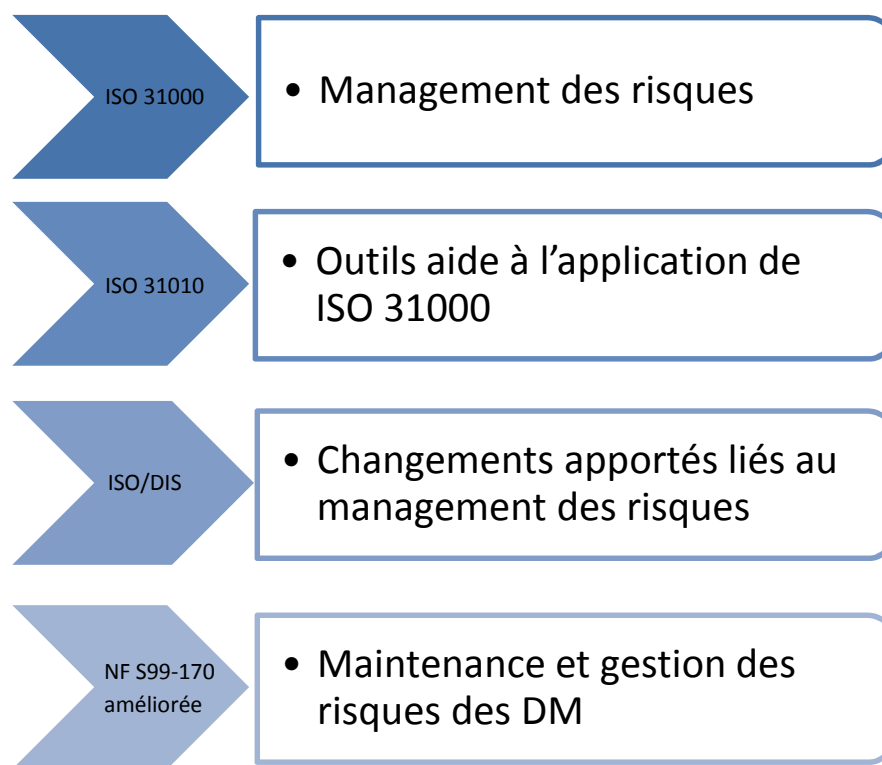 ISO 31000
• Management des risques
ISO 31010
• Outils aide à l’application de
ISO 31000
ISO/DIS
• Changements apportés liés au
management des risques
NF S99-170
améliorée
• Maintenance et gestion des
risques des DM